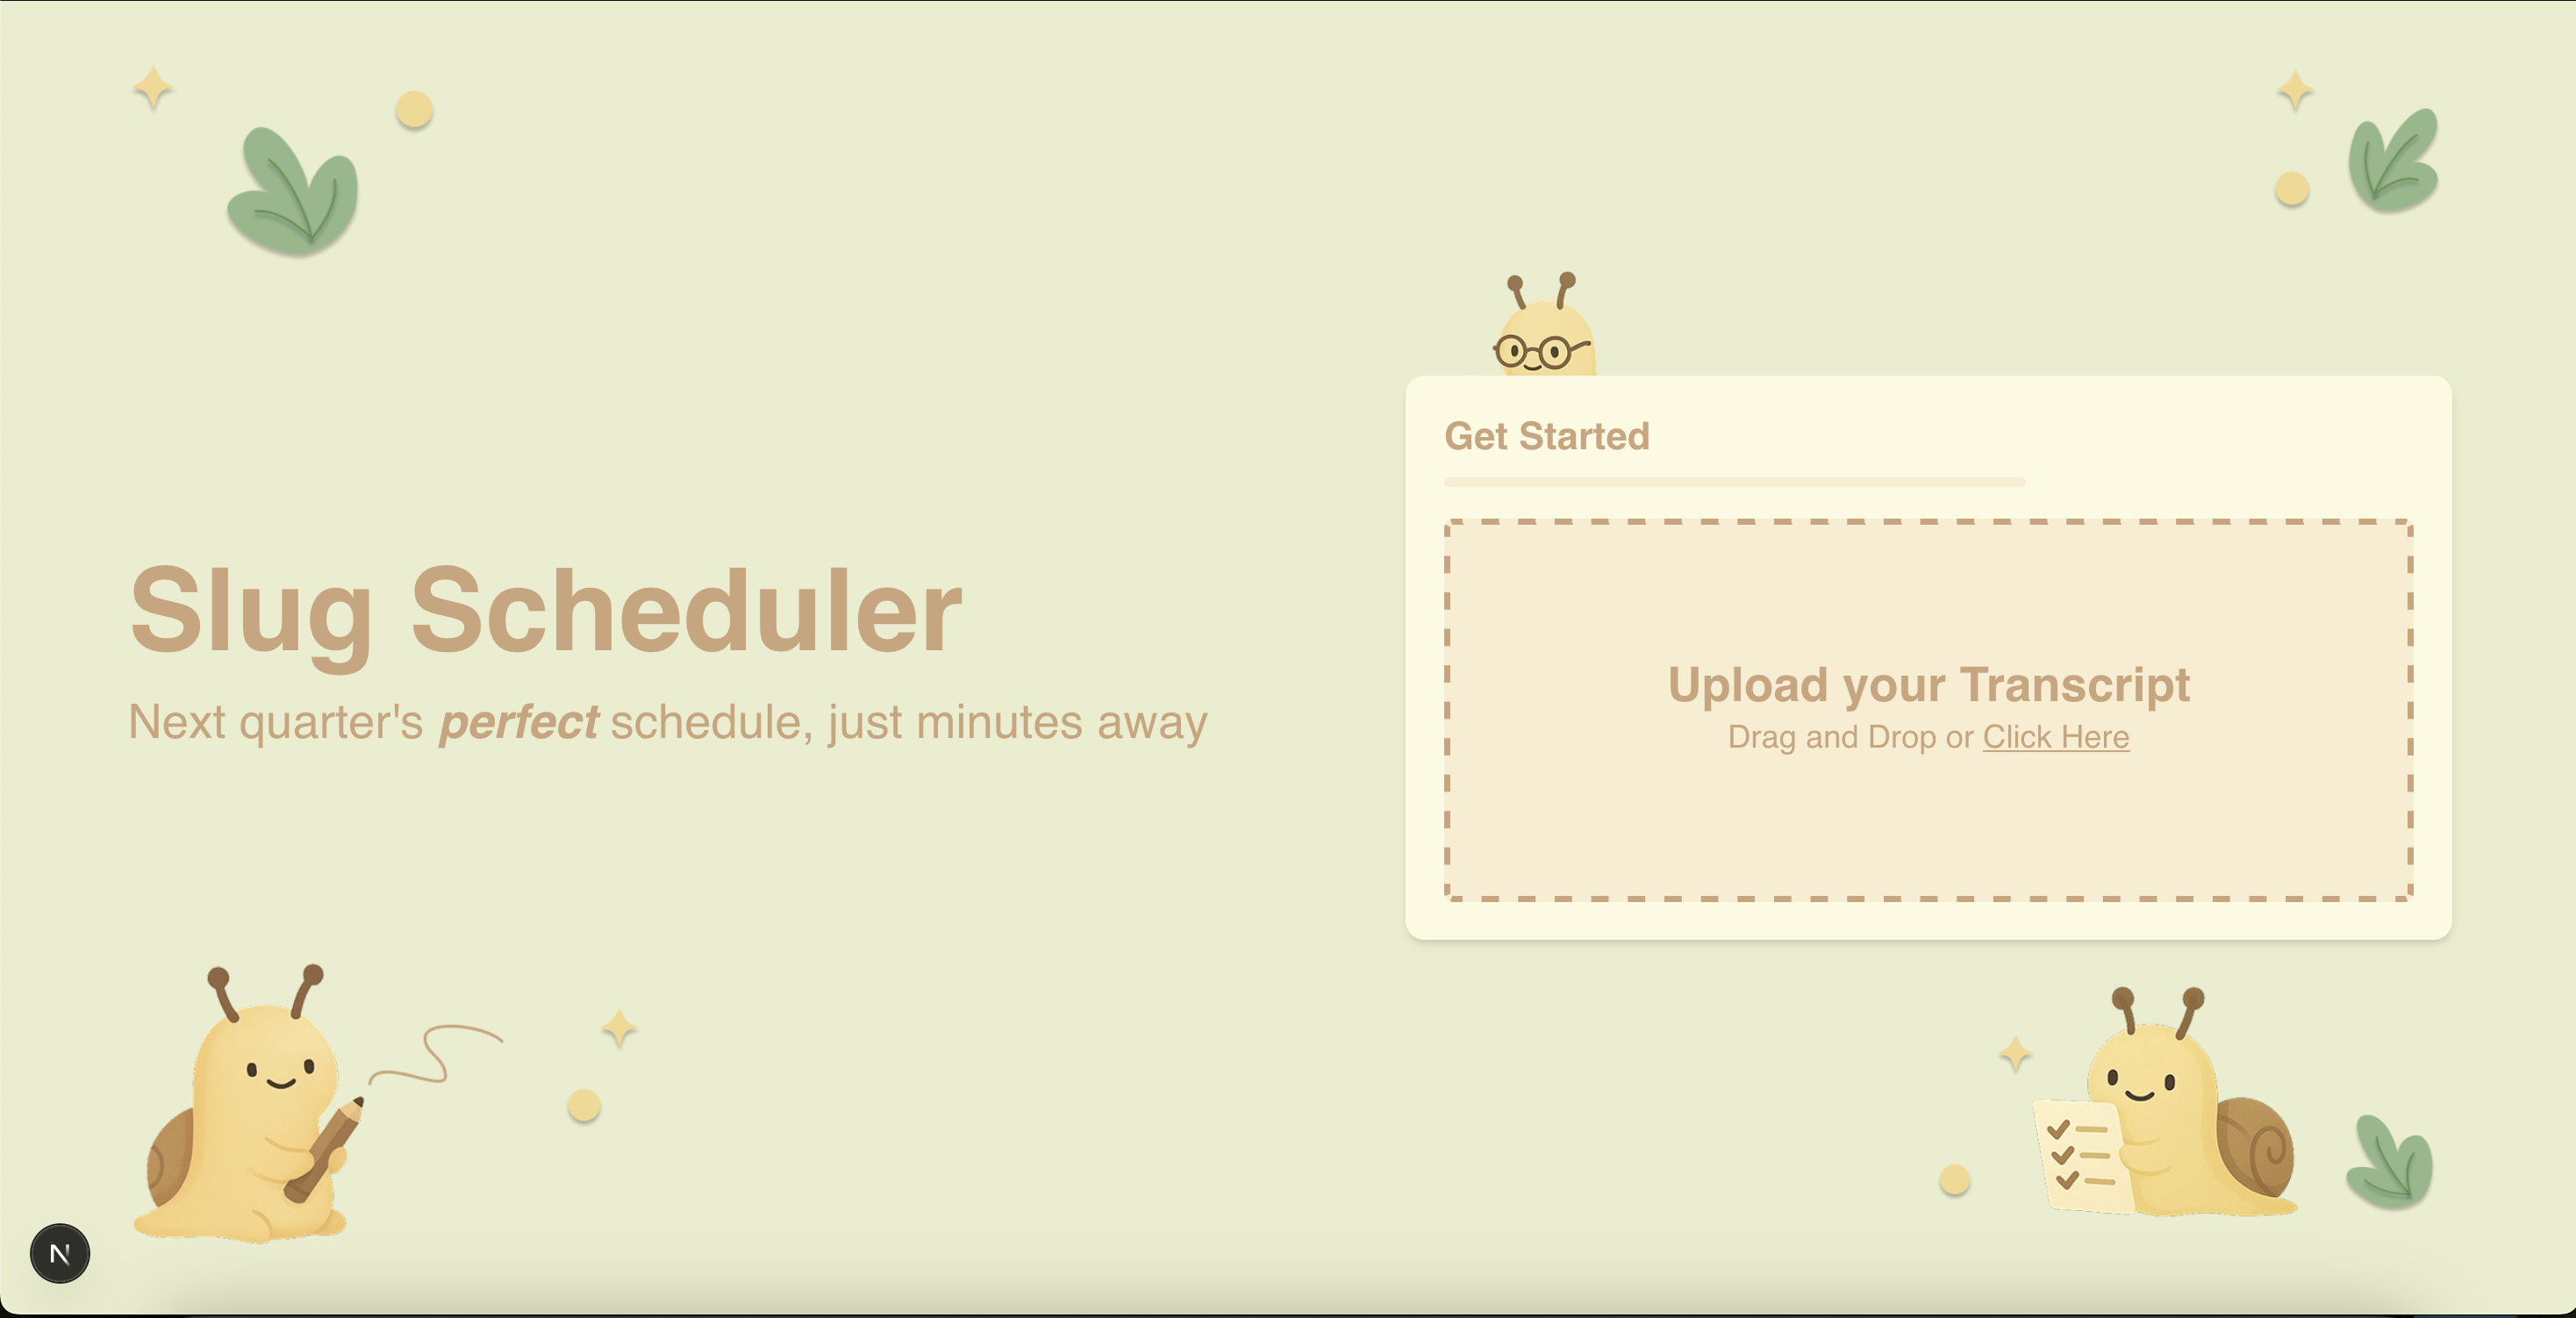 Slug Scheduler
Next quarter's perfect schedule, just minutes away
Get Started
Upload your Transcript
Drag and Drop or Click Here
N